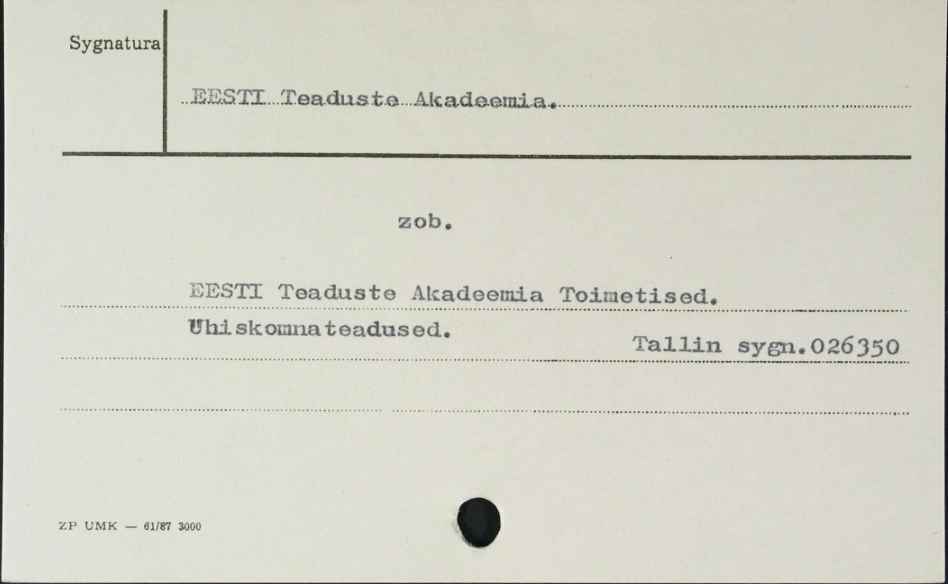 Sygnatura
EESTI Teaduste Akadeemia.
zob.
EESTI Teaduste Akadeemia Toimetised.
Uhiskomnateadused.
Tallin sygn.026350
ZP UMK — 61/87 3000